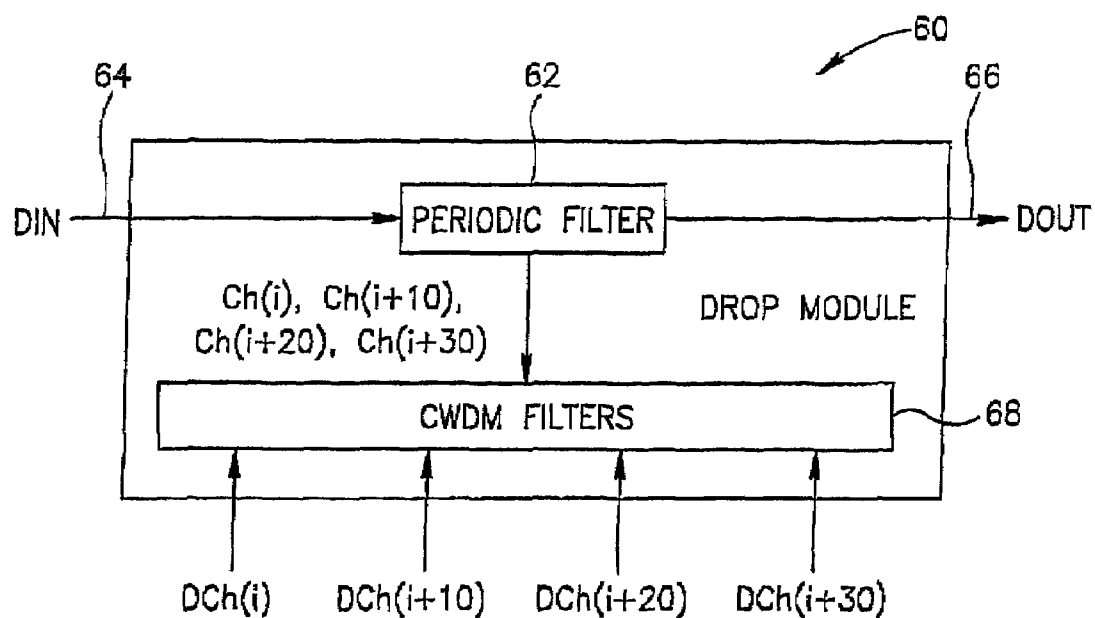 60
64
62
66
DIN
PERIODIC FILTER
DOUT
Ch(i), Ch(i+10),
Ch(i+20), Ch(i+30)
DROP MODULE
CWDM FILTERS
68
DCh(i)
DCh(i+10)
DCh(i+20)
DCh(i+30)